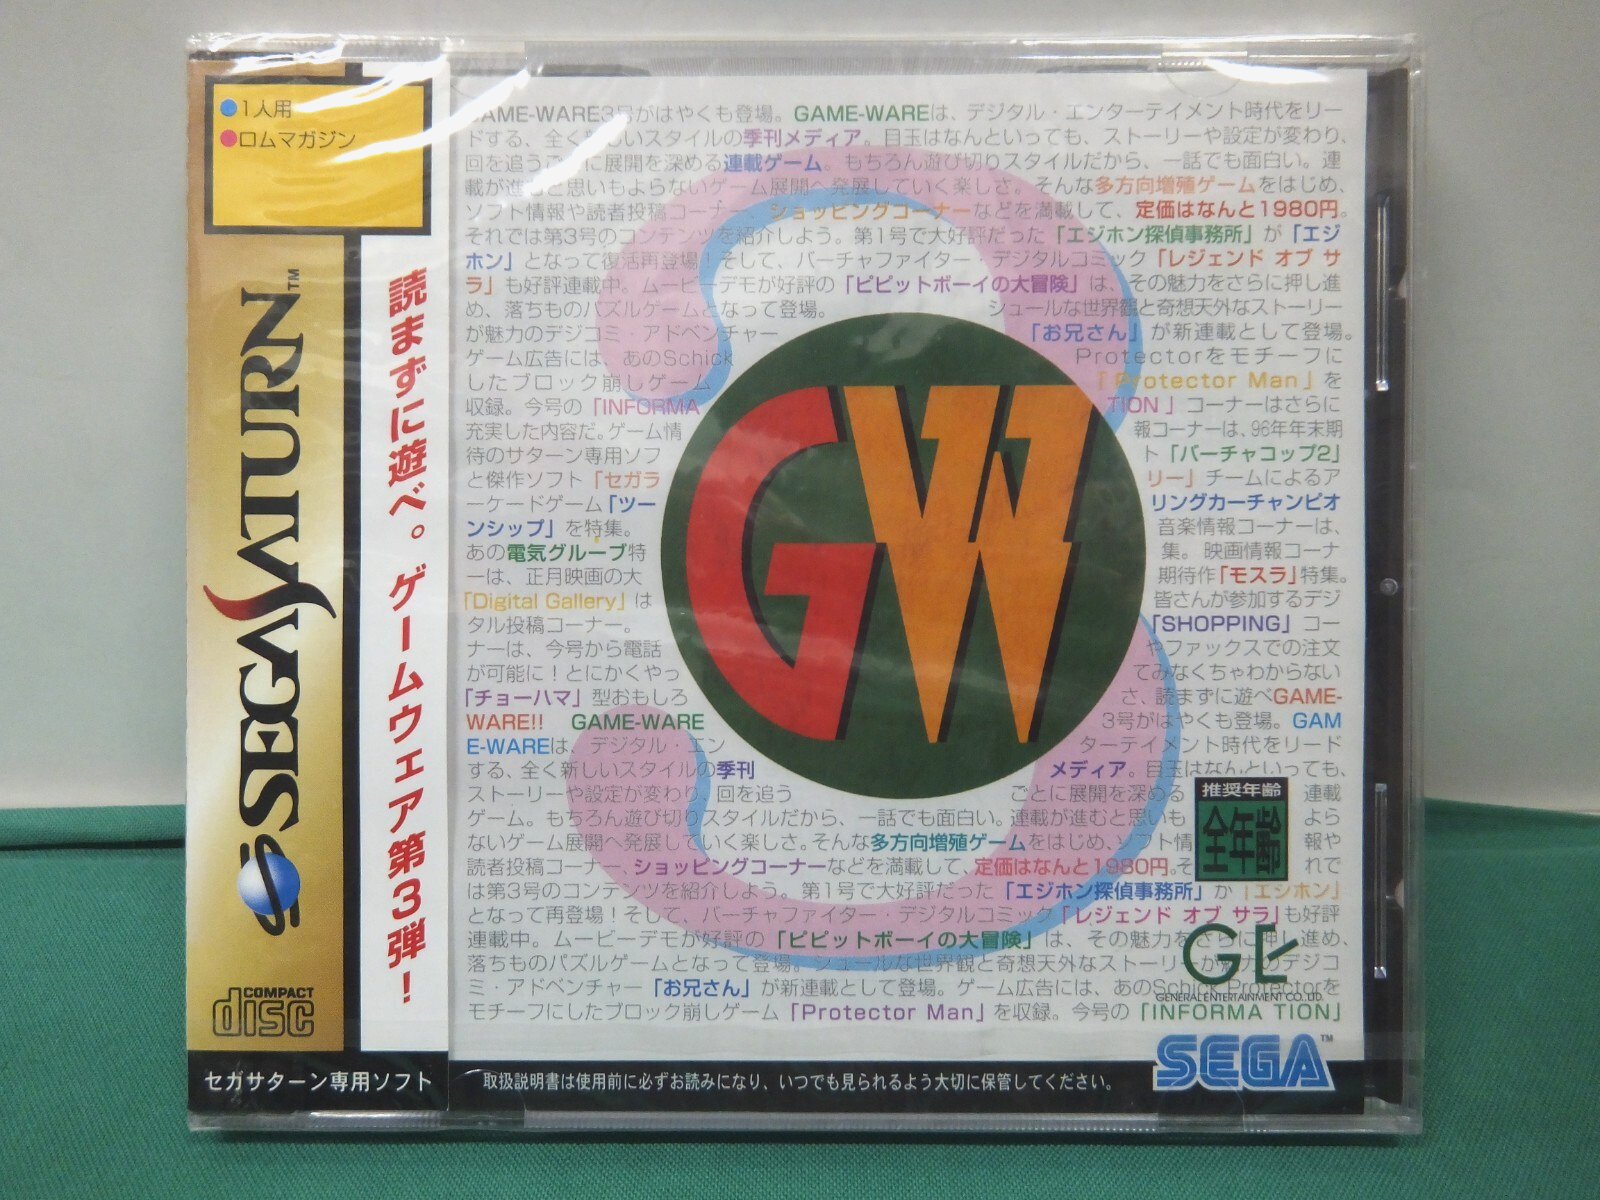 ●1人用
●ロムマガジン
SEGA SATURN™
COMPACT
disc
セガサターン専用ソフト
読まずに遊べ。ゲームウェア第3弾!
AME-WARE3号がはやくも登場。GAME-WAREは、デジタル・エンターテイメント時代をリー
ドする、全く新しいスタイルの季刊メディア。目玉はなんといっても、ストーリーや設定が変わり、
回を追うごとに展開を深める連載ゲーム。もちろん遊び切りスタイルだから、一話でも面白い。連
載が進むと思いもよらないゲーム展開へ発展していく楽しさ。そんな多方向増殖ゲームをはじめ、
ソフト情報や読者投稿コーナー、ショッピングコーナーなどを満載して、定価はなんと1980円。
それでは第3号のコンテンツを紹介しよう。第1号で大好評だった「エジホン探偵事務所」が「エジ
ホン」となって復活再登場!そして、バーチャファイター・デジタルコミック「レジェンド オブ サ
ラ」も好評連載中。ムービーデモが好評の「ピピットボーイの大冒険」は、その魅力をさらに押し進
め、落ちものパズルゲームとなって登場。 シュールな世界観と奇想天外なストーリー
が魅力のデジコミ・アドベンチャー 「お兄さん」が新連載として登場。
ゲーム広告には、あのSchick Protectorをモチーフに
したブロック崩しゲーム 「Protector Man」を
収録。今号の「INFORMA TION」コーナーはさらに
充実した内容だ。ゲーム情 報コーナーは、96年年末期
待のサターン専用ソフ ト「バーチャコップ2」
と傑作ソフト「セガラ リー」チームによるア
ーケードゲーム「ツー リングカーチャンピオ
ンシップ」を特集。 音楽情報コーナーは、
あの電気グルーブ特 集。映画情報コーナ
ーは、正月映画の大 期待作「モスラ」特集。
「Digital Gallery」は 皆さんが参加するデジ
タル投稿コーナー。 「SHOPPING」コー
ナーは、今号から電話 やファックスでの注文
が可能に!とにかくやっ てみなくちゃわからない
「チョーハマ」型おもしろ さ、読まずに遊べGAME-
WARE!! GAME-WARE 3号がはやくも登場。GAM
E-WAREは、デジタル・エン ターテイメント時代をリード
する、全く新しいスタイルの季刊 メディア。目玉はなんといっても、
ストーリーや設定が変わり、回を追う ごとに展開を深める 連載
ゲーム。もちろん遊び切りスタイルだから、一話でも面白い。連載が進むと思いも よら
ないゲーム展開へ発展していく楽しさ。そんな多方向増殖ゲームをはじめ、ソフト情 報や
読者投稿コーナー、ショッピングコーナーなどを満載して、定価はなんと1980円。そ れで
は第3号のコンテンツを紹介しよう。第1号で大好評だった「エジホン探偵事務所」が「エジホン」
となって再登場!そして、バーチャファイター・デジタルコミック「レジェンド オブ サラ」も好評
連載中。ムービーデモが好評の「ピピットボーイの大冒険」は、その魅力をさらに押し進め、
落ちものパズルゲームとなって登場。シュールな世界観と奇想天外なストーリーが魅力のデジコ
ミ・アドベンチャー「お兄さん」が新連載として登場。ゲーム広告には、あのSchick Protectorを
モチーフにしたブロック崩しゲーム「Protector Man」を収録。今号の「INFORMA TION」
GW
推奨年齢
全年齢
GE
GENERAL ENTERTAINMENT CO., LTD.
SEGA™
取扱説明書は使用前に必ずお読みになり、いつでも見られるよう大切に保管してください。